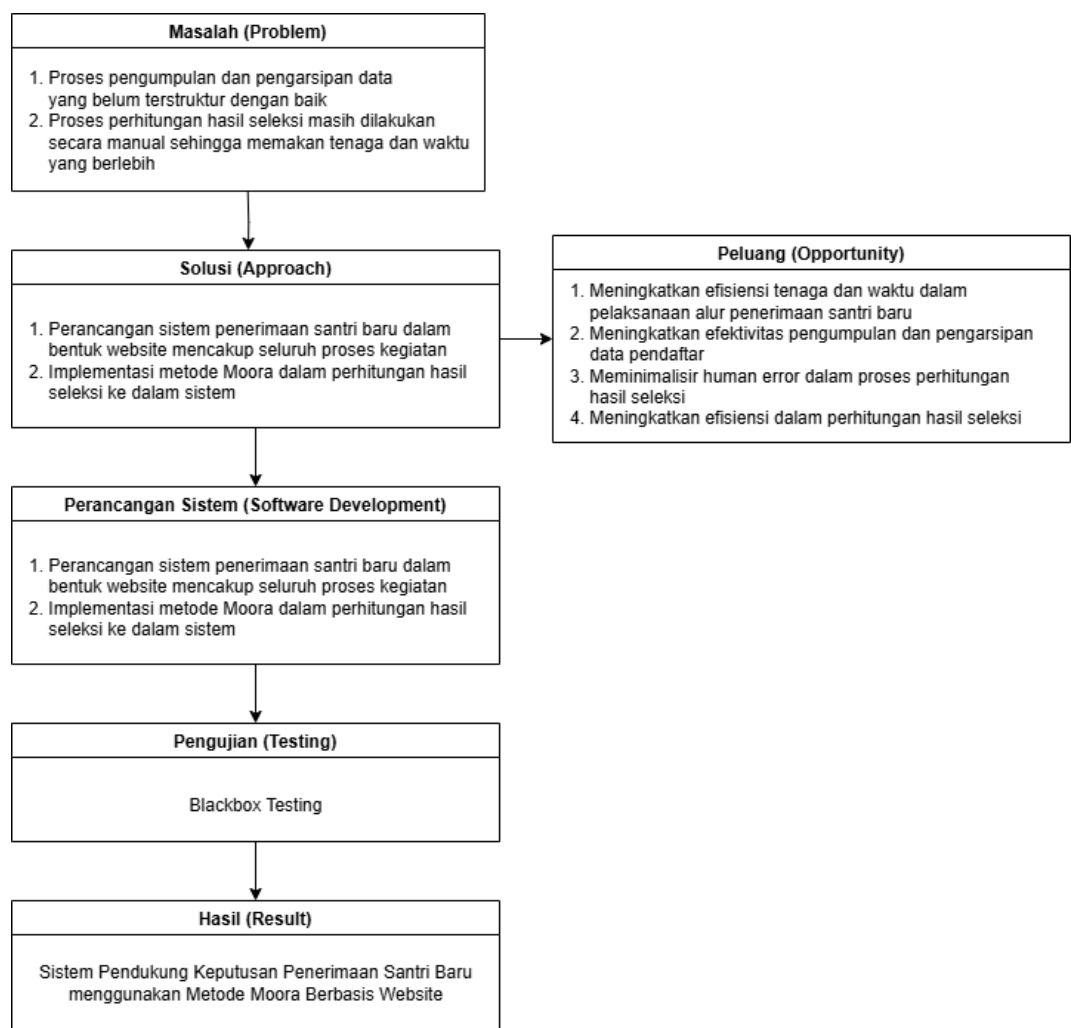 Masalah (Problem)
1. Proses pengumpulan dan pengarsipan data
yang belum terstruktur dengan baik
2. Proses perhitungan hasil seleksi masih dilakukan
secara manual sehingga memakan tenaga dan waktu
yang berlebih
Solusi (Approach)
1. Perancangan sistem penerimaan santri baru dalam
bentuk website mencakup seluruh proses kegiatan
2. Implementasi metode Moora dalam perhitungan hasil
seleksi ke dalam sistem
Peluang (Opportunity)
1. Meningkatkan efisiensi tenaga dan waktu dalam
pelaksanaan alur penerimaan santri baru
2. Meningkatkan efektivitas pengumpulan dan pengarsipan
data pendaftar
3. Meminimalisir human error dalam proses perhitungan
hasil seleksi
4. Meningkatkan efisiensi dalam perhitungan hasil seleksi
Perancangan Sistem (Software Development)
1. Perancangan sistem penerimaan santri baru dalam
bentuk website mencakup seluruh proses kegiatan
2. Implementasi metode Moora dalam perhitungan hasil
seleksi ke dalam sistem
Pengujian (Testing)
Blackbox Testing
Hasil (Result)
Sistem Pendukung Keputusan Penerimaan Santri Baru
menggunakan Metode Moora Berbasis Website